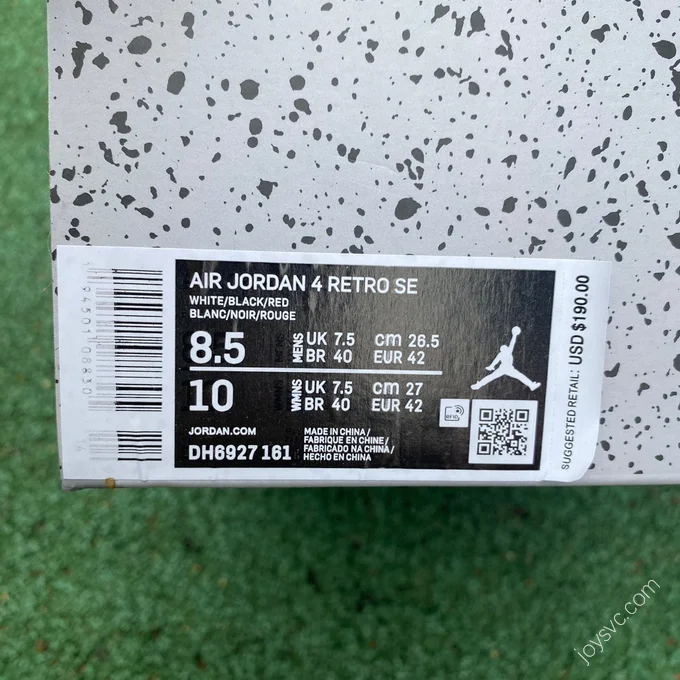 AIR JORDAN 4 RETRO SE
WHITE/BLACK/RED
BLANC/NOIR/ROUGE
8.5 MENS UK 7.5 cm 26.5
BR 40 EUR 42
10 WMNS UK 7.5 cm 27
BR 40 EUR 42
JORDAN.COM
DH6927 161
MADE IN CHINA/
FABRIQUE EN CHINE/
FABRICADO NA CHINA/
HECHO EN CHINA
RFID
SUGGESTED RETAIL: USD $190.00
joysvc.com